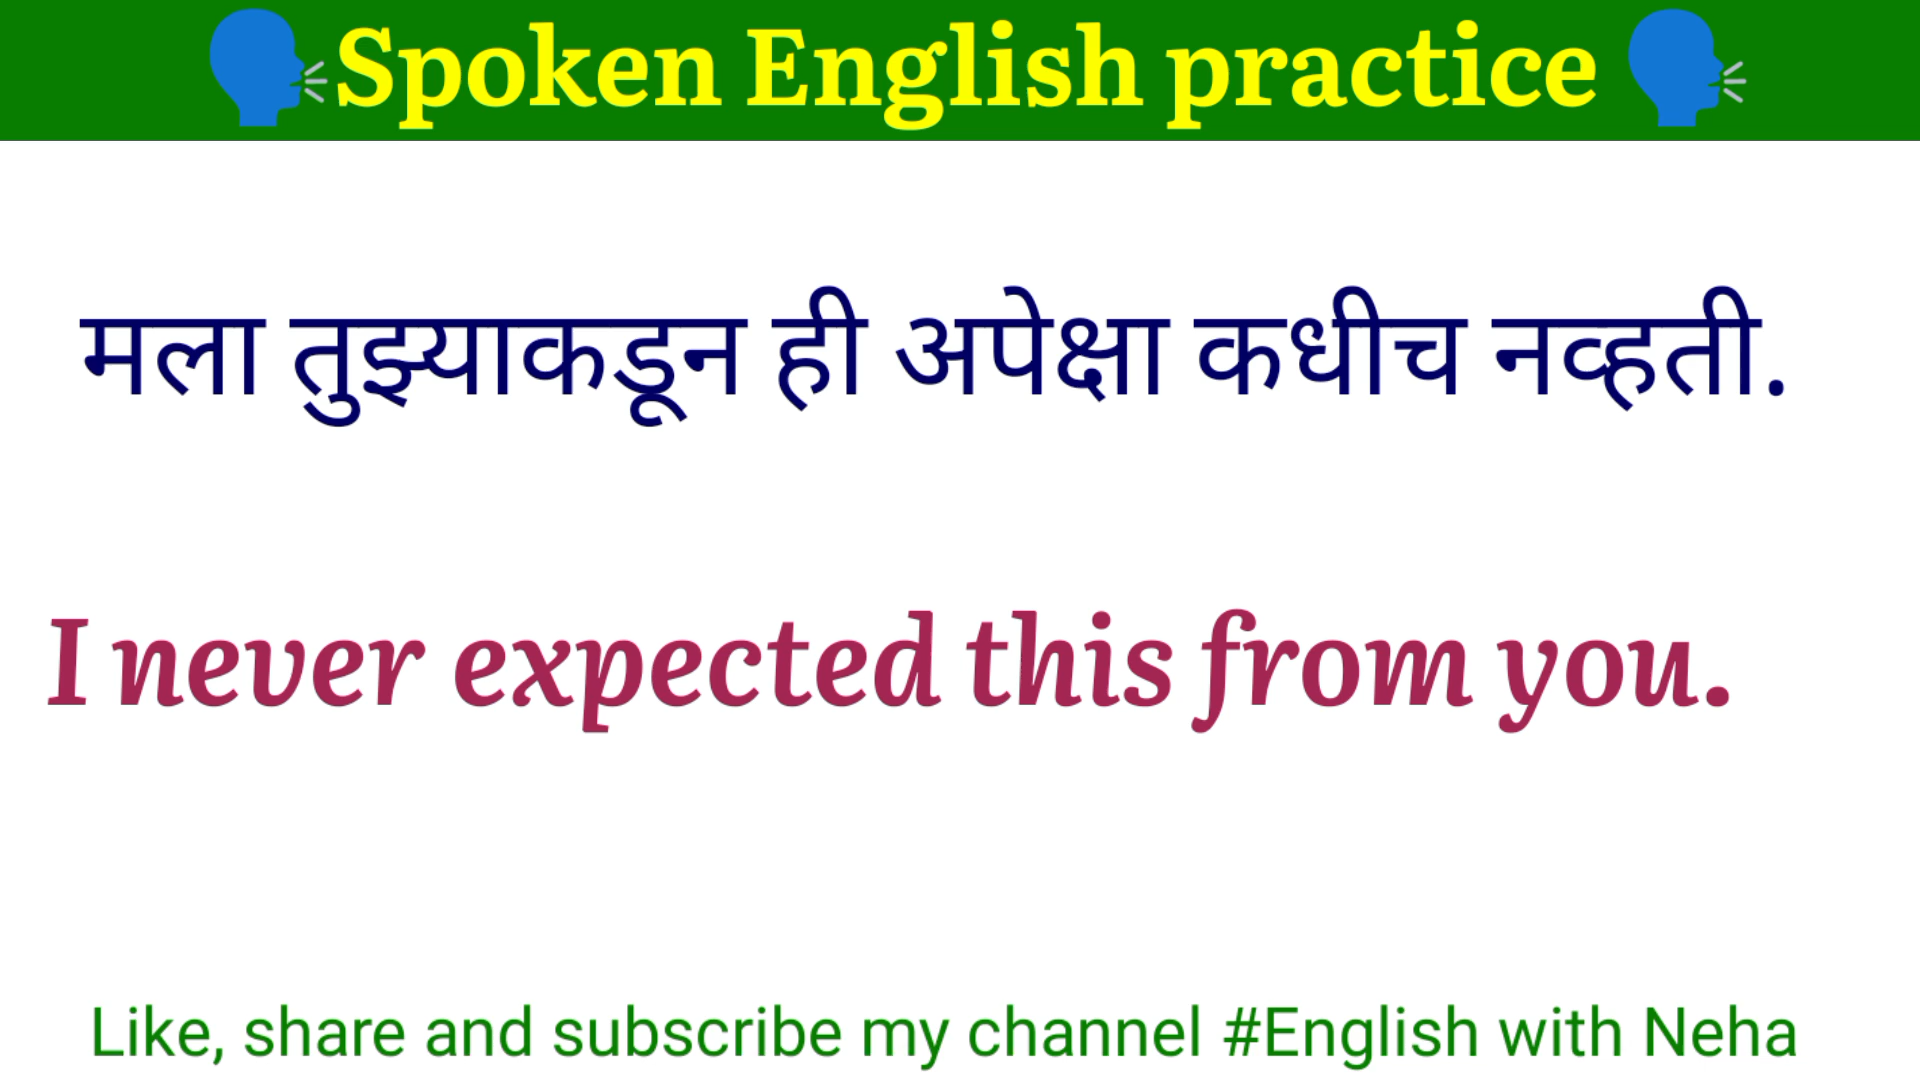 Spoken English practice
मला तुझ्याकडून ही अपेक्षा कधीच नव्हती.
I never expected this from you.
Like, share and subscribe my channel #English with Neha